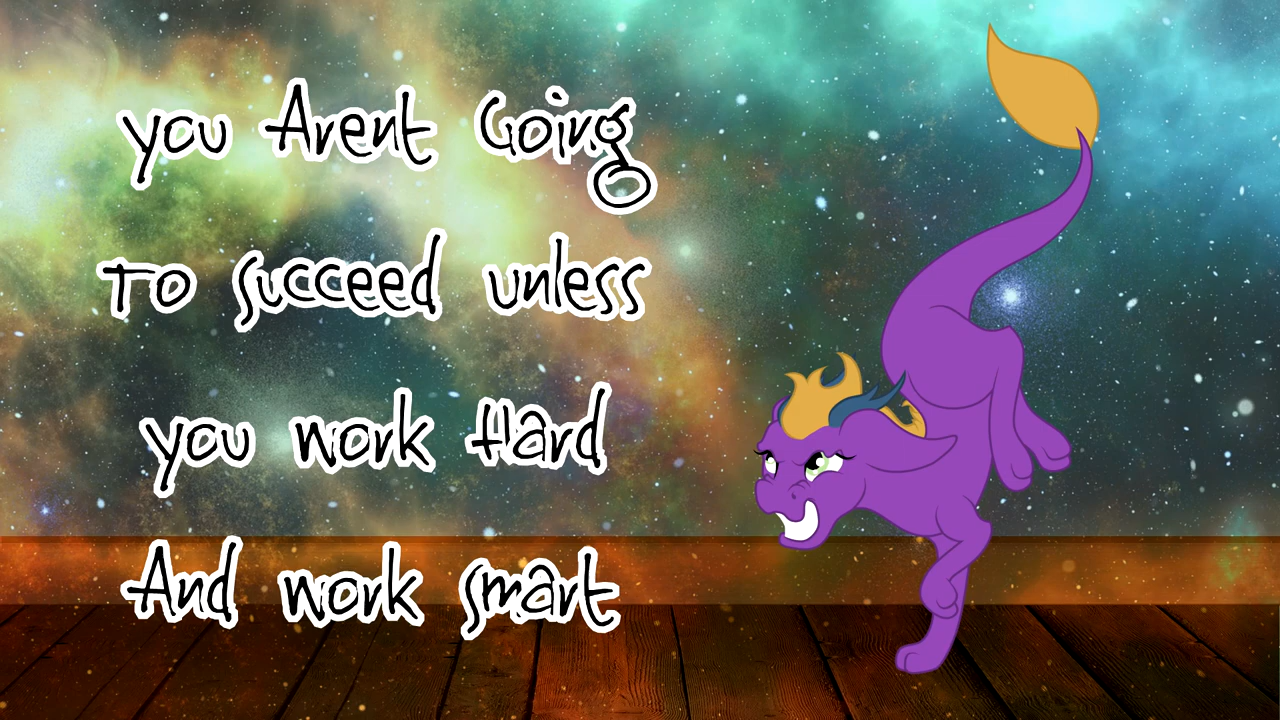 you Arent Going
To succeed unless
you work Hard
And work smart